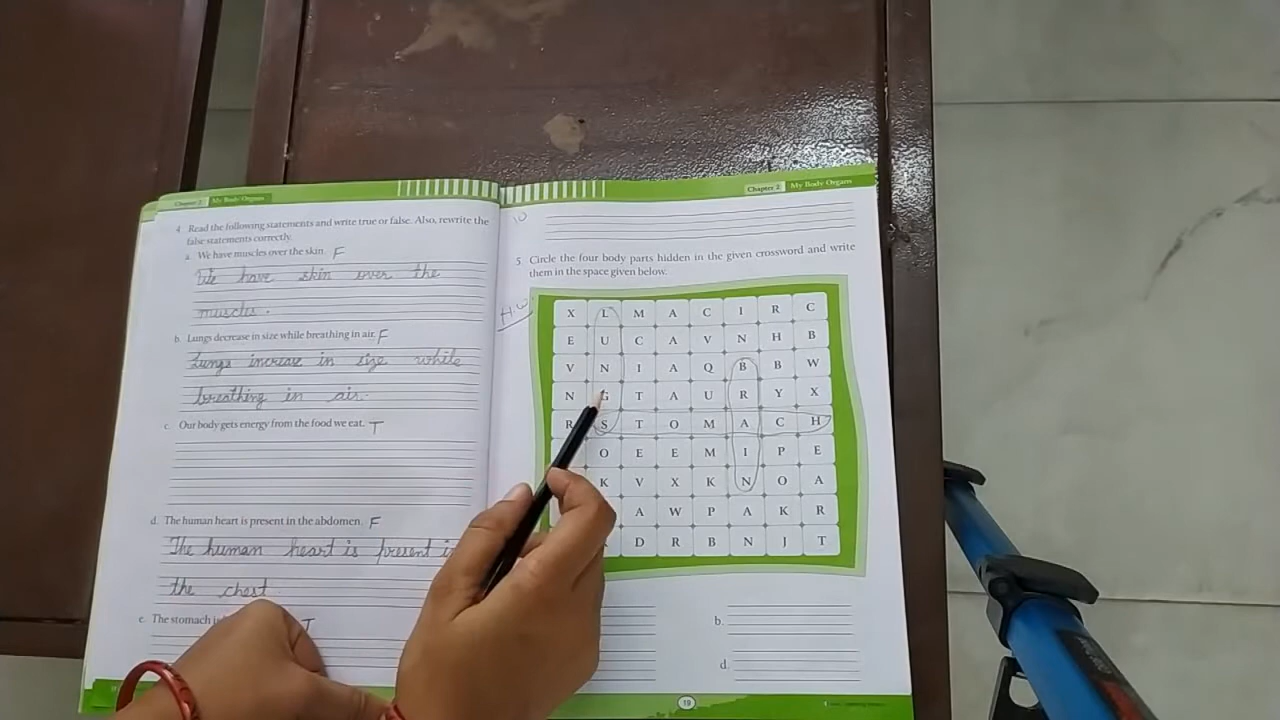 Chapter 2 My Body Organs
4 Read the following statements and write true or false. Also, rewrite the
false statements correctly.
a. We have muscles over the skin. F
We have skin over the
muscles.
b. Lungs decrease in size while breathing in air. F
Lungs increase in size while
breathing in air.
c. Our body gets energy from the food we eat. T
d. The human heart is present in the abdomen. F
The human heart is present
the chest
e. The stomach T
Chapter 2 My Body Organs
5 Circle the four body parts hidden in the given crossword and write
them in the space given below.
H.W
X L M A C I R C
E U C A V N H B
V N I A Q B B W
N G T A U R Y X
R S T O M A C H
O E E M I P E
K V X K N O A
A W P A K R
D R B N J T
b.
d.
19